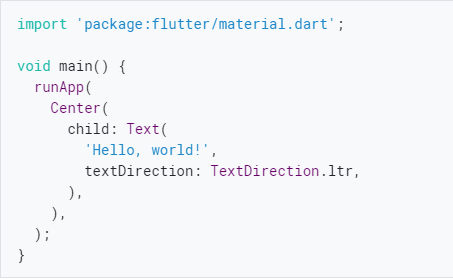 import 'package:flutter/material.dart';
void main() {
  runApp(
    Center(
      child: Text(
        'Hello, world!',
        textDirection: TextDirection.ltr,
      ),
    ),
  );
}